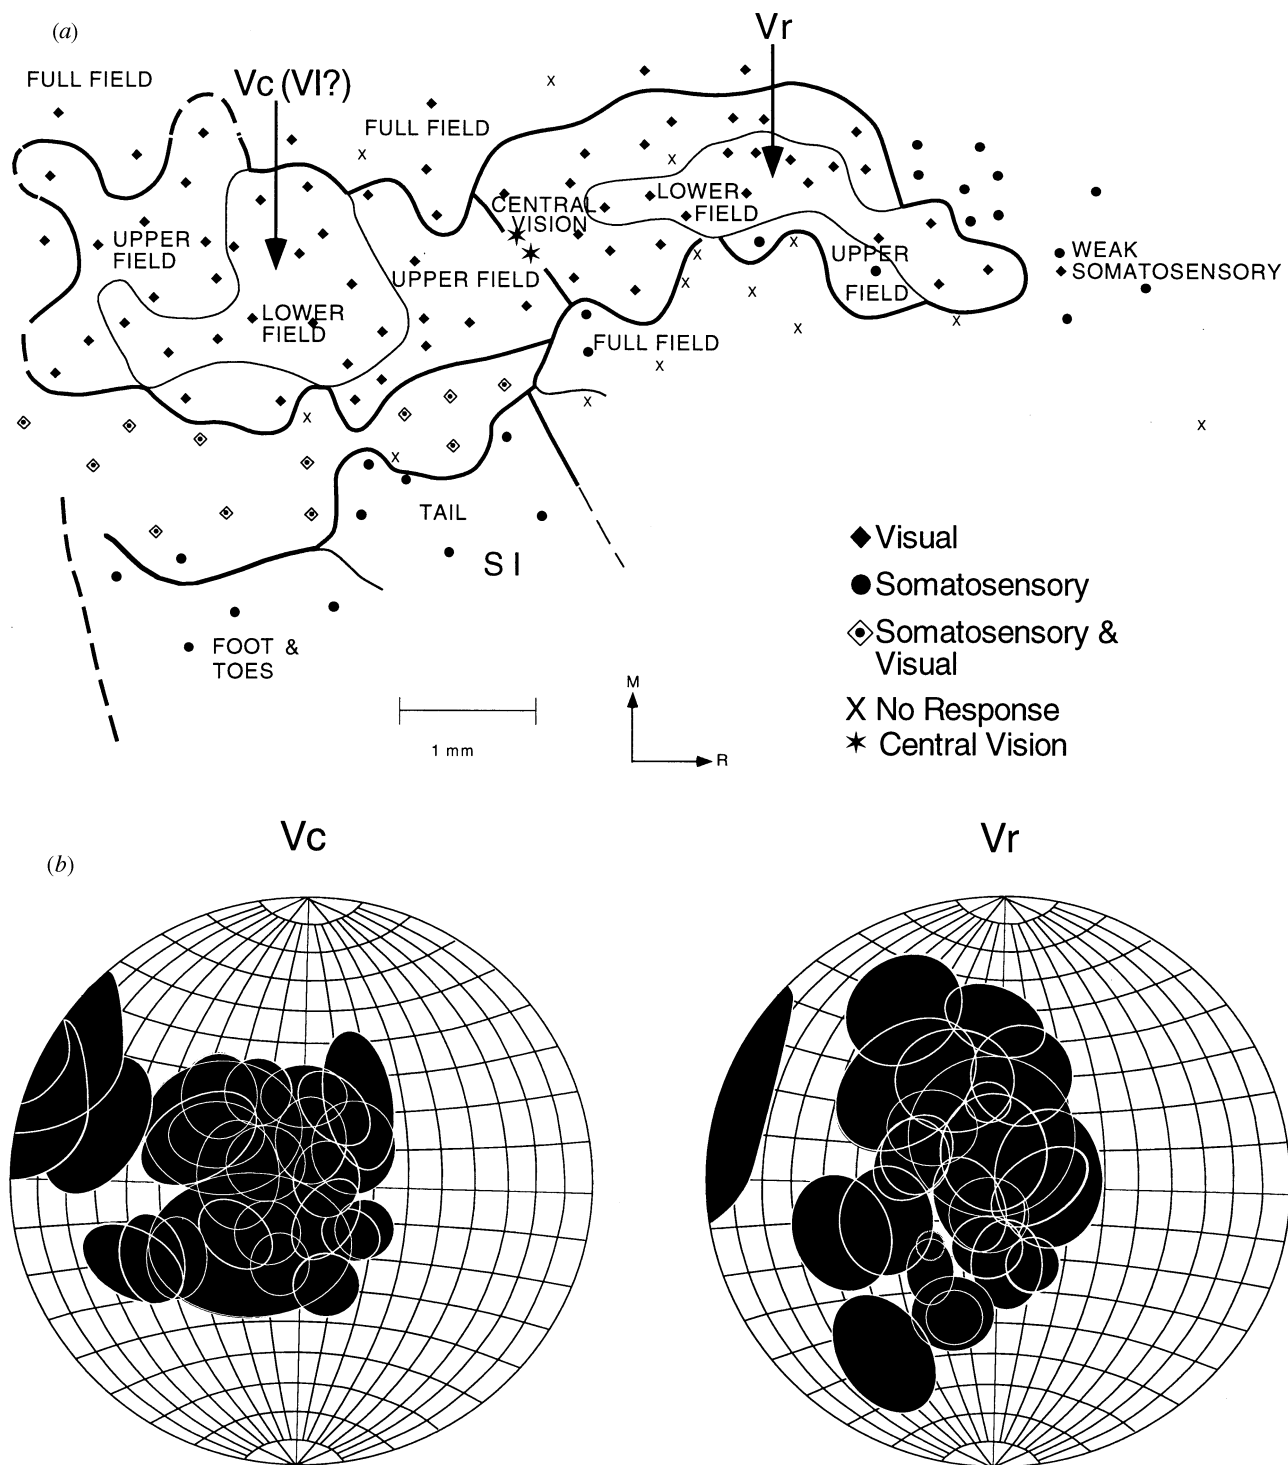 (a)
Vr
FULL FIELD
Vc (VI?)
FULL FIELD
CENTRAL
VISION
LOWER
FIELD
UPPER
FIELD
UPPER FIELD
UPPER
FIELD
WEAK
SOMATOSENSORY
LOWER
FIELD
FULL FIELD
TAIL
S I
FOOT &
TOES
Visual
Somatosensory
Somatosensory &
Visual
X No Response
Central Vision
M
R
1 mm
Vc
Vr
(b)